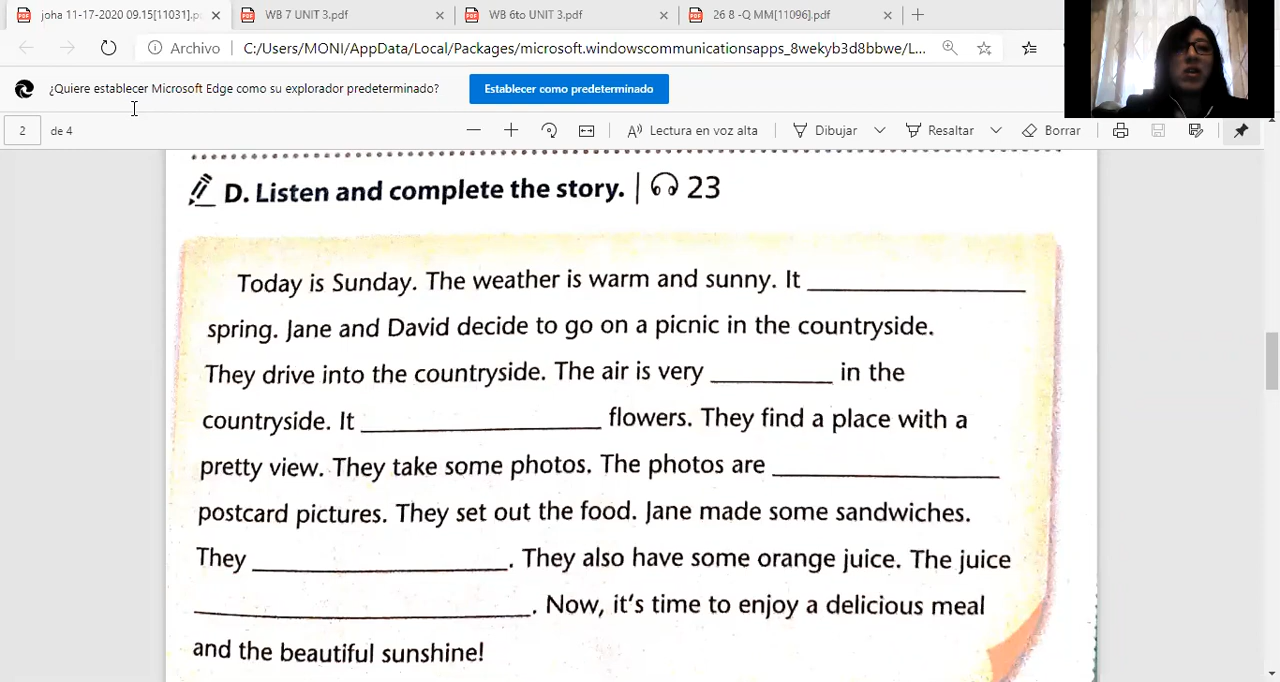 joha 11-17-2020 09.15[11031].p
WB 7 UNIT 3.pdf
WB 6to UNIT 3.pdf
26 8 -Q MM[11096].pdf
Archivo
C:/Users/MONI/AppData/Local/Packages/microsoft.windowscommunicationsapps_8wekyb3d8bbwe/L...
¿Quiere establecer Microsoft Edge como su explorador predeterminado?
Establecer como predeterminado
2 de 4
Lectura en voz alta
Dibujar
Resaltar
Borrar
D. Listen and complete the story. | 23
Today is Sunday. The weather is warm and sunny. It ____________
spring. Jane and David decide to go on a picnic in the countryside.
They drive into the countryside. The air is very ________ in the
countryside. It ____________ flowers. They find a place with a
pretty view. They take some photos. The photos are ____________
postcard pictures. They set out the food. Jane made some sandwiches.
They ____________. They also have some orange juice. The juice
____________. Now, it's time to enjoy a delicious meal
and the beautiful sunshine!